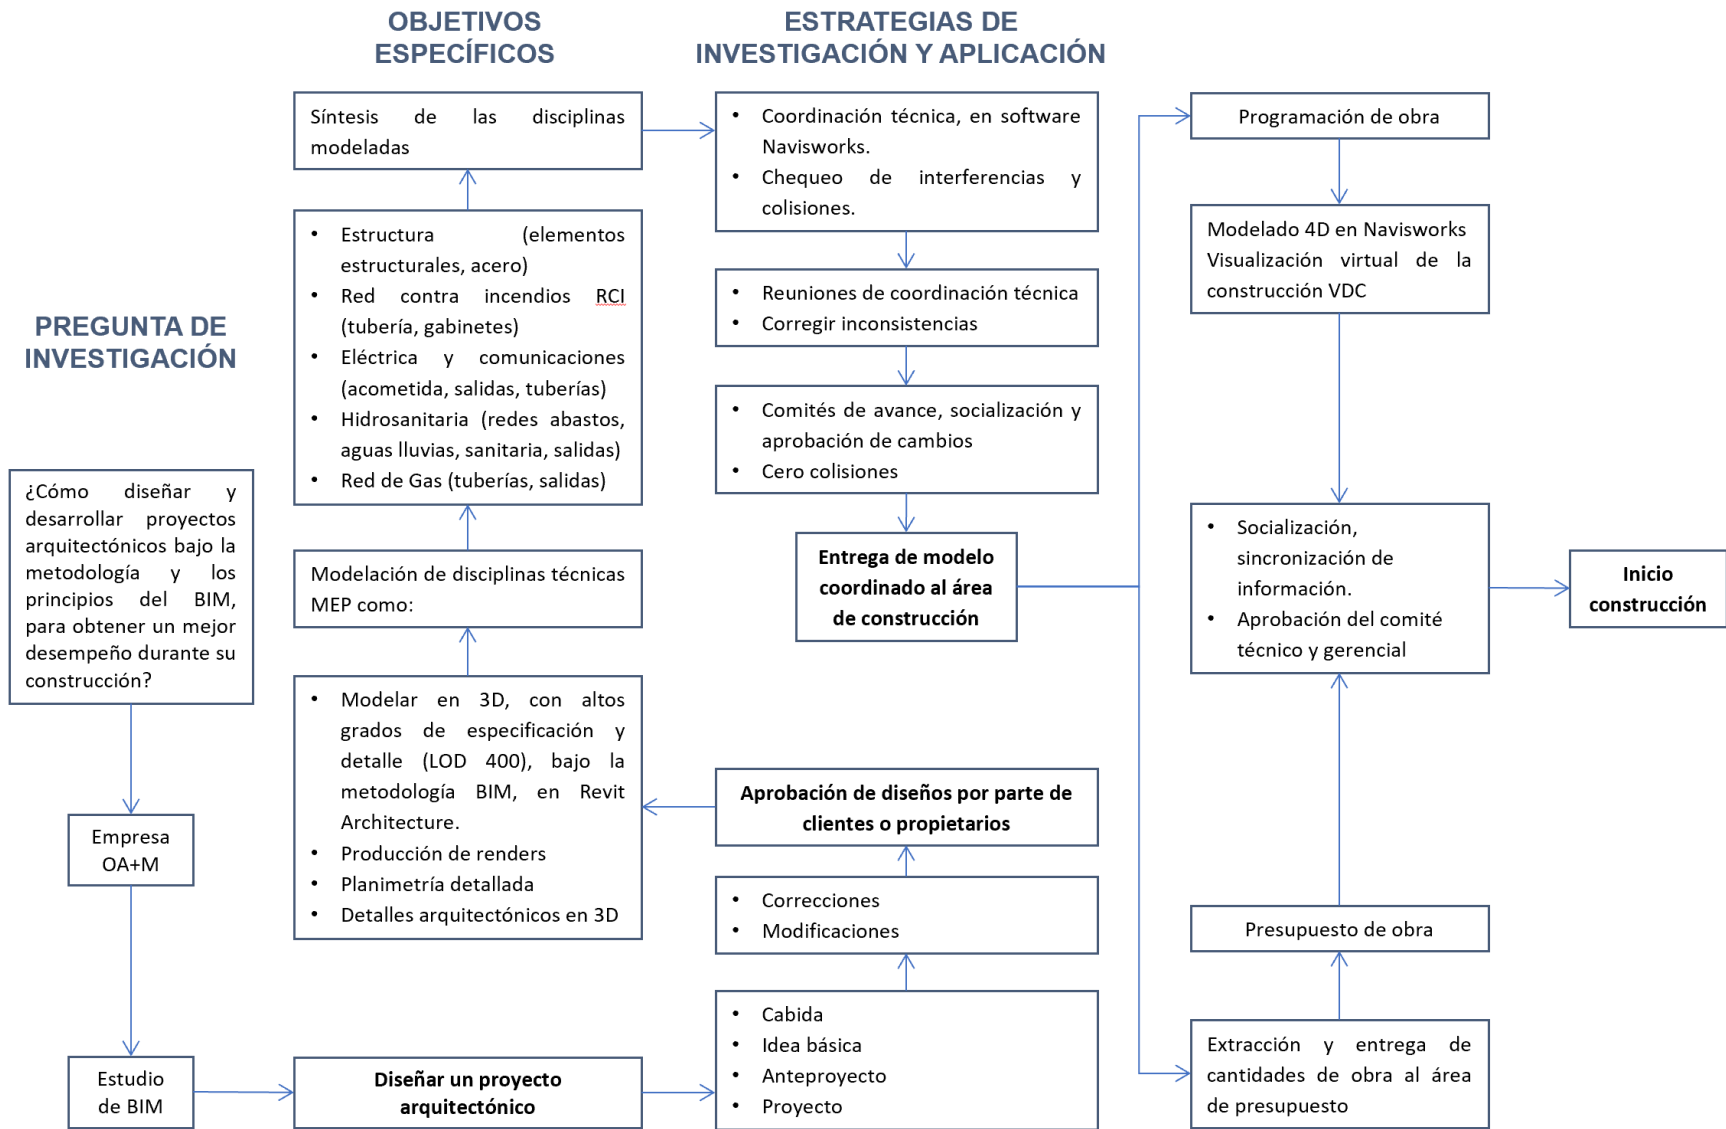 PREGUNTA DE
INVESTIGACIÓN
¿Cómo diseñar y
desarrollar proyectos
arquitectónicos bajo la
metodología y los
principios del BIM,
para obtener un mejor
desempeño durante su
construcción?
Empresa
OA+M
Estudio
de BIM
OBJETIVOS
ESPECÍFICOS
Síntesis de las disciplinas
modeladas
• Estructura (elementos
estructurales, acero)
• Red contra incendios RCI
(tubería, gabinetes)
• Eléctrica y comunicaciones
(acometida, salidas, tuberías)
• Hidrosanitaria (redes abastos,
aguas lluvias, sanitaria, salidas)
• Red de Gas (tuberías, salidas)
Modelación de disciplinas técnicas
MEP como:
• Modelar en 3D, con altos
grados de especificación y
detalle (LOD 400), bajo la
metodología BIM, en Revit
Architecture.
• Producción de renders
• Planimetría detallada
• Detalles arquitectónicos en 3D
Diseñar un proyecto
arquitectónico
ESTRATEGIAS DE
INVESTIGACIÓN Y APLICACIÓN
• Coordinación técnica, en software
Navisworks.
• Chequeo de interferencias y
colisiones.
• Reuniones de coordinación técnica
• Corregir inconsistencias
• Comités de avance, socialización y
aprobación de cambios
• Cero colisiones
Entrega de modelo
coordinado al área
de construcción
Aprobación de diseños por parte de
clientes o propietarios
• Correcciones
• Modificaciones
• Cabida
• Idea básica
• Anteproyecto
• Proyecto
Programación de obra
Modelado 4D en Navisworks
Visualización virtual de la
construcción VDC
• Socialización,
sincronización de
información.
• Aprobación del comité
técnico y gerencial
Presupuesto de obra
Extracción y entrega de
cantidades de obra al área
de presupuesto
Inicio
construcción